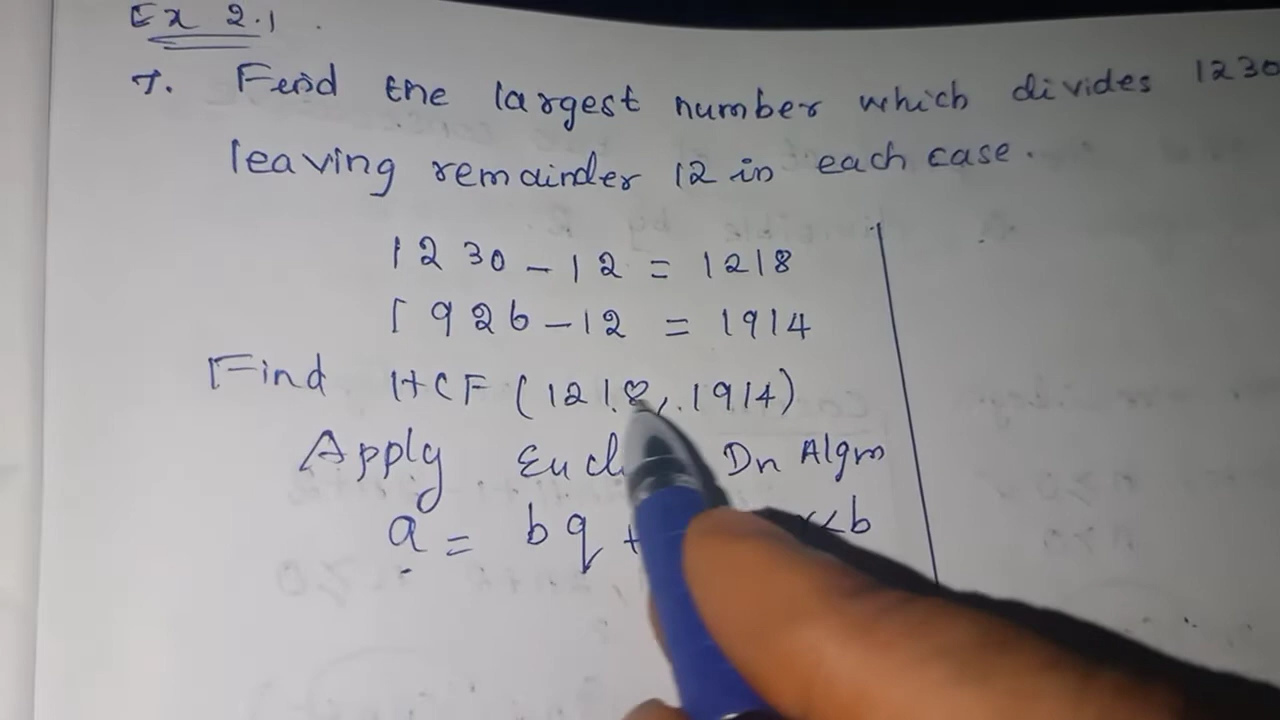 Ex 2.1.
7. Find the largest number which divides 1230
leaving remainder 12 in each case.
1230 - 12 = 1218
1926 - 12 = 1914
Find HCF (1218, 1914)
Apply Dn Algm
a = bq + r<b